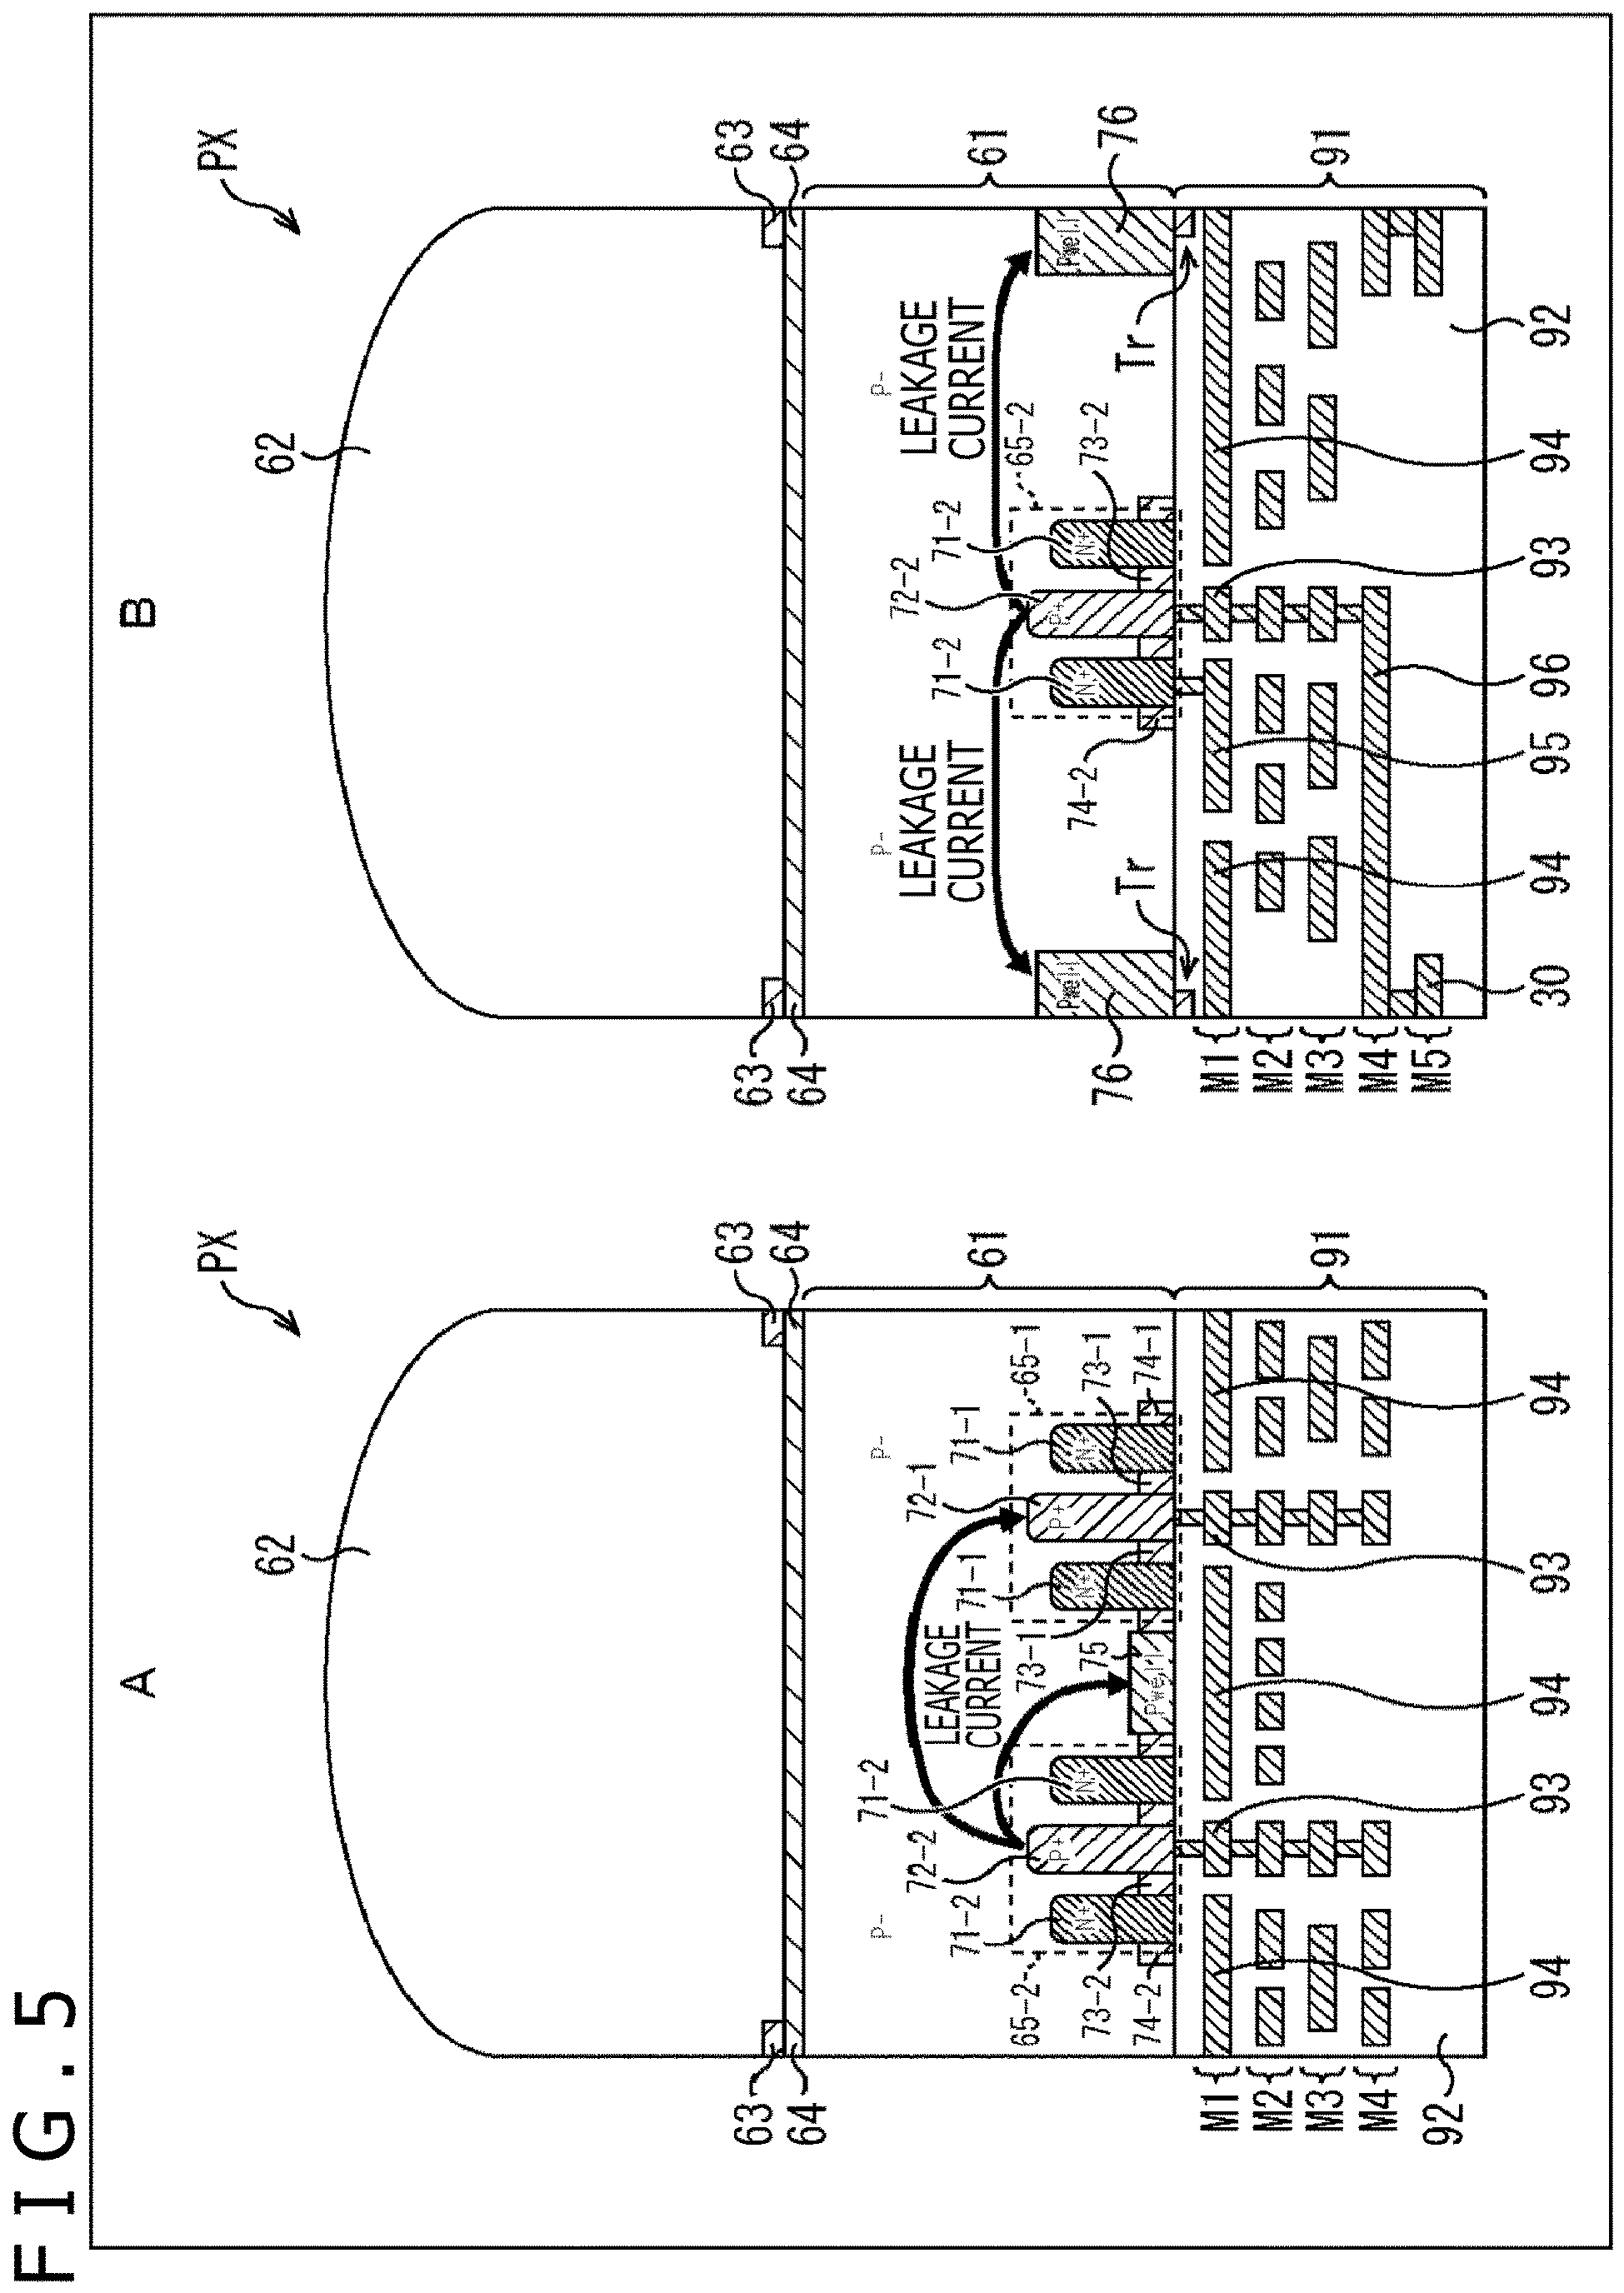 FIG. 5
A
PX
62
63
63
64
64
61
P-
P-
72-2
71-2
71-2
72-1
71-1
71-1
LEAKAGE
CURRENT
65-2
65-1
73-2
73-1
73-1
74-2
74-1
75
N+
P+
N+
Pwell
N+
P+
N+
91
M1
M2
M3
M4
92
94
93
94
93
94
B
PX
62
63
63
64
64
61
P-
P-
LEAKAGE
CURRENT
LEAKAGE
CURRENT
72-2
71-2
71-2
65-2
73-2
74-2
Pwell
N+
P+
N+
Pwell
76
76
Tr
Tr
91
M1
M2
M3
M4
M5
30
94
95
96
93
94
92